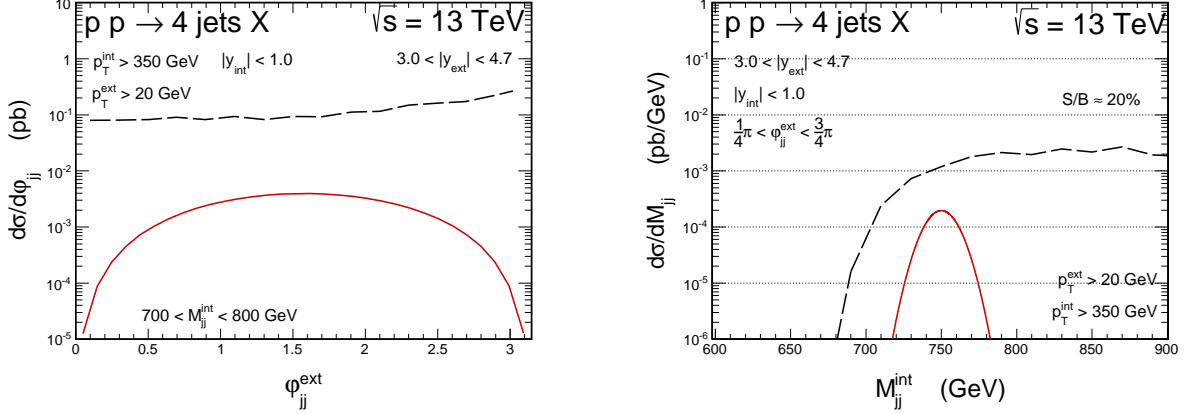 p p → 4 jets X √s = 13 TeV
p_T^int > 350 GeV |y_int| < 1.0 3.0 < |y_ext| < 4.7
p_T^ext > 20 GeV
700 < M_jj^int < 800 GeV
dσ/dφ_jj (pb)
10
1
10^-1
10^-2
10^-3
10^-4
10^-5
0 0.5 1 1.5 2 2.5 3
φ_jj^ext
p p → 4 jets X √s = 13 TeV
3.0 < |y_ext| < 4.7
|y_int| < 1.0
S/B ≈ 20%
1/4 π < φ_jj^ext < 3/4 π
p_T^ext > 20 GeV
p_T^int > 350 GeV
dσ/dM_jj (pb/GeV)
1
10^-1
10^-2
10^-3
10^-4
10^-5
10^-6
600 650 700 750 800 850 900
M_jj^int (GeV)